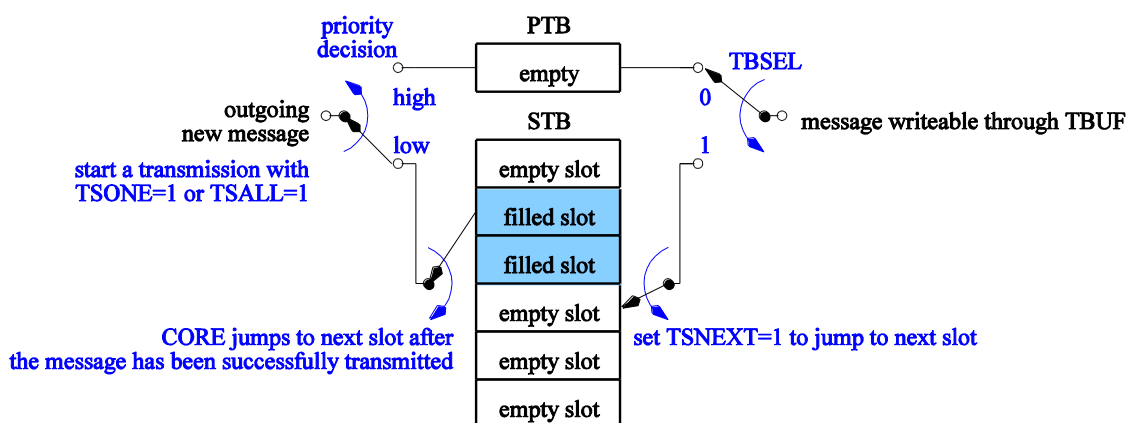 PTB
priority
decision
empty
TBSEL
high
0
outgoing
new message
message writeable through TBUF
STB
low
1
start a transmission with
TSONE=1 or TSALL=1
empty slot
filled slot
filled slot
empty slot
CORE jumps to next slot after
the message has been successfully transmitted
set TSNEXT=1 to jump to next slot
empty slot
empty slot